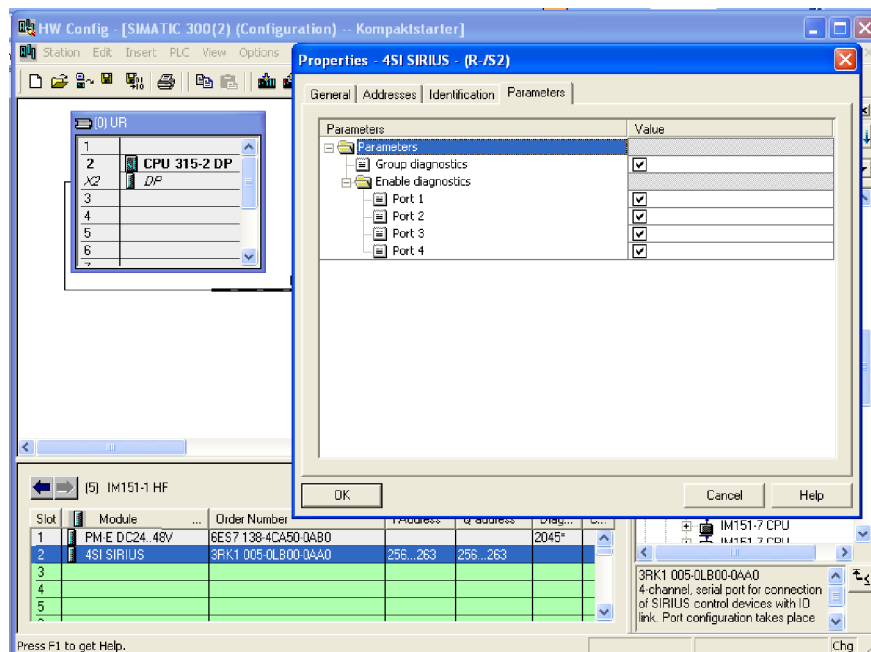 HW Config - [SIMATIC 300(2) (Configuration) -- Kompaktstarter]
Station Edit Insert PLC View Options
Properties - 4SI SIRIUS - (R-/S2)
General Addresses Identification Parameters
Parameters Value
Parameters
Group diagnostics
Enable diagnostics
Port 1
Port 2
Port 3
Port 4
OK Cancel Help
(0) UR
1
2 CPU 315-2 DP
X2 DP
3
4
5
6
(5) IM151-1 HF
Slot Module ... Order Number I Address Q address Diag... C...
1 PM-E DC24..48V 6ES7 138-4CA50-0AB0 2045*
2 4SI SIRIUS 3RK1 005-0LB00-0AA0 256...263 256...263
3
4
5
IM151-7 CPU
IM151-7 CPU
3RK1 005-0LB00-0AA0
4-channel, serial port for connection
of SIRIUS control devices with IO
link. Port configuration takes place
Press F1 to get Help. Chg